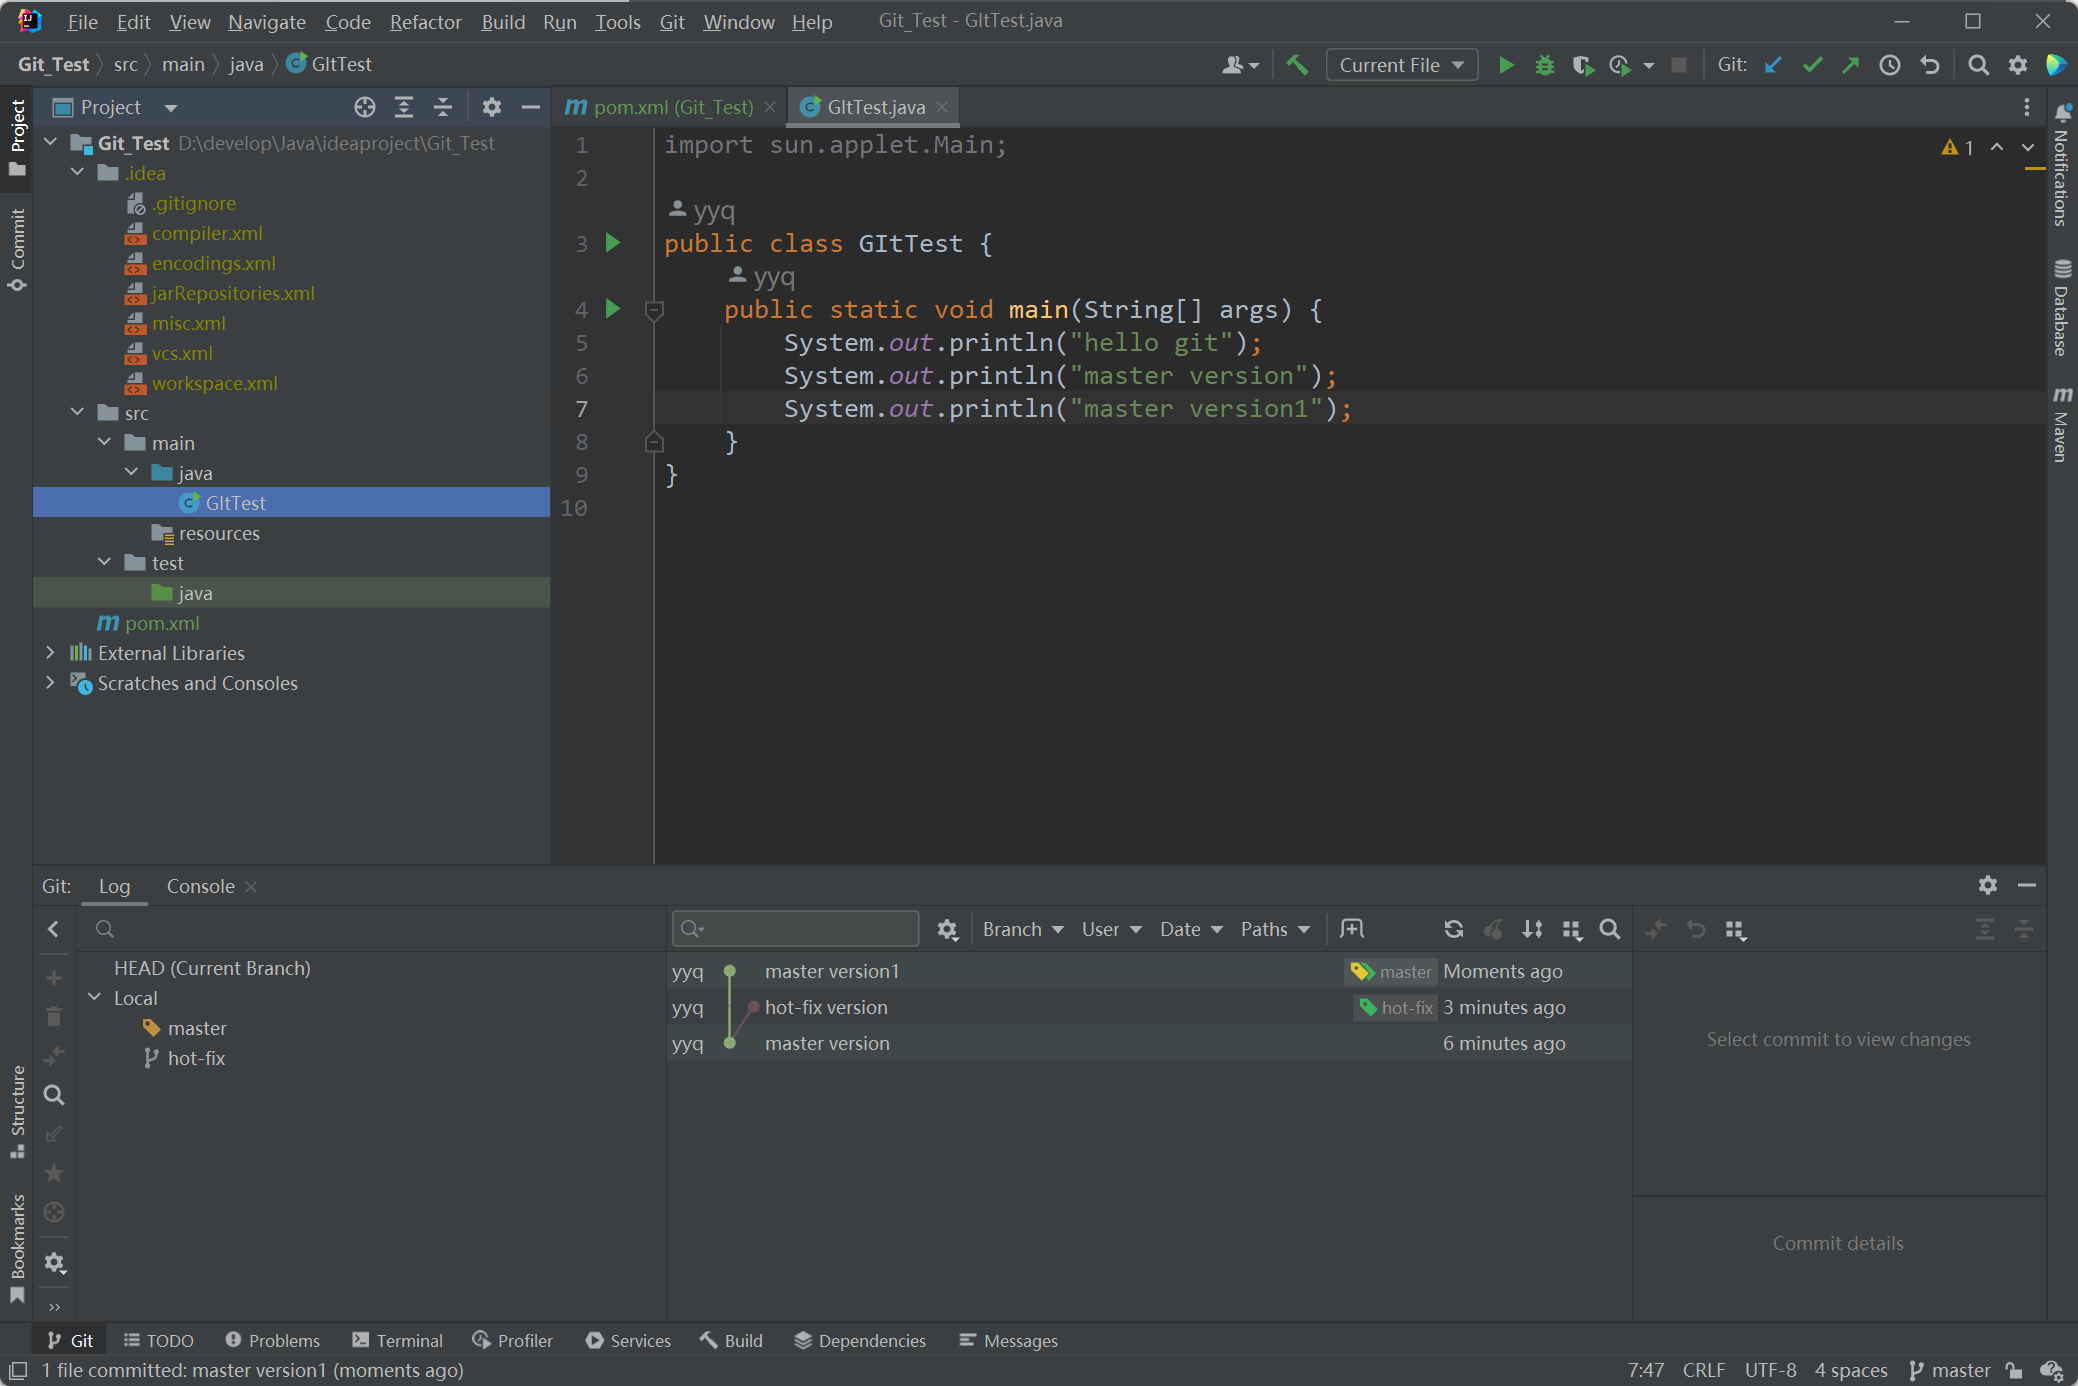 File Edit View Navigate Code Refactor Build Run Tools Git Window Help Git_Test - GItTest.java
Git_Test src main java GItTest Current File Git:
Project
pom.xml (Git_Test) GItTest.java
Git_Test D:\develop\Java\ideaproject\Git_Test
.idea
.gitignore
compiler.xml
encodings.xml
jarRepositories.xml
misc.xml
vcs.xml
workspace.xml
src
main
java
GItTest
resources
test
java
pom.xml
External Libraries
Scratches and Consoles
1 import sun.applet.Main;
2
yyq
3 public class GItTest {
yyq
4 public static void main(String[] args) {
5 System.out.println("hello git");
6 System.out.println("master version");
7 System.out.println("master version1");
8 }
9 }
10
1
Project
Commit
Structure
Bookmarks
Notifications
Database
Maven
Git: Log Console
HEAD (Current Branch)
Local
master
hot-fix
Branch User Date Paths
yyq master version1 master Moments ago
yyq hot-fix version hot-fix 3 minutes ago
yyq master version 6 minutes ago
Select commit to view changes
Commit details
Git TODO Problems Terminal Profiler Services Build Dependencies Messages
1 file committed: master version1 (moments ago) 7:47 CRLF UTF-8 4 spaces master